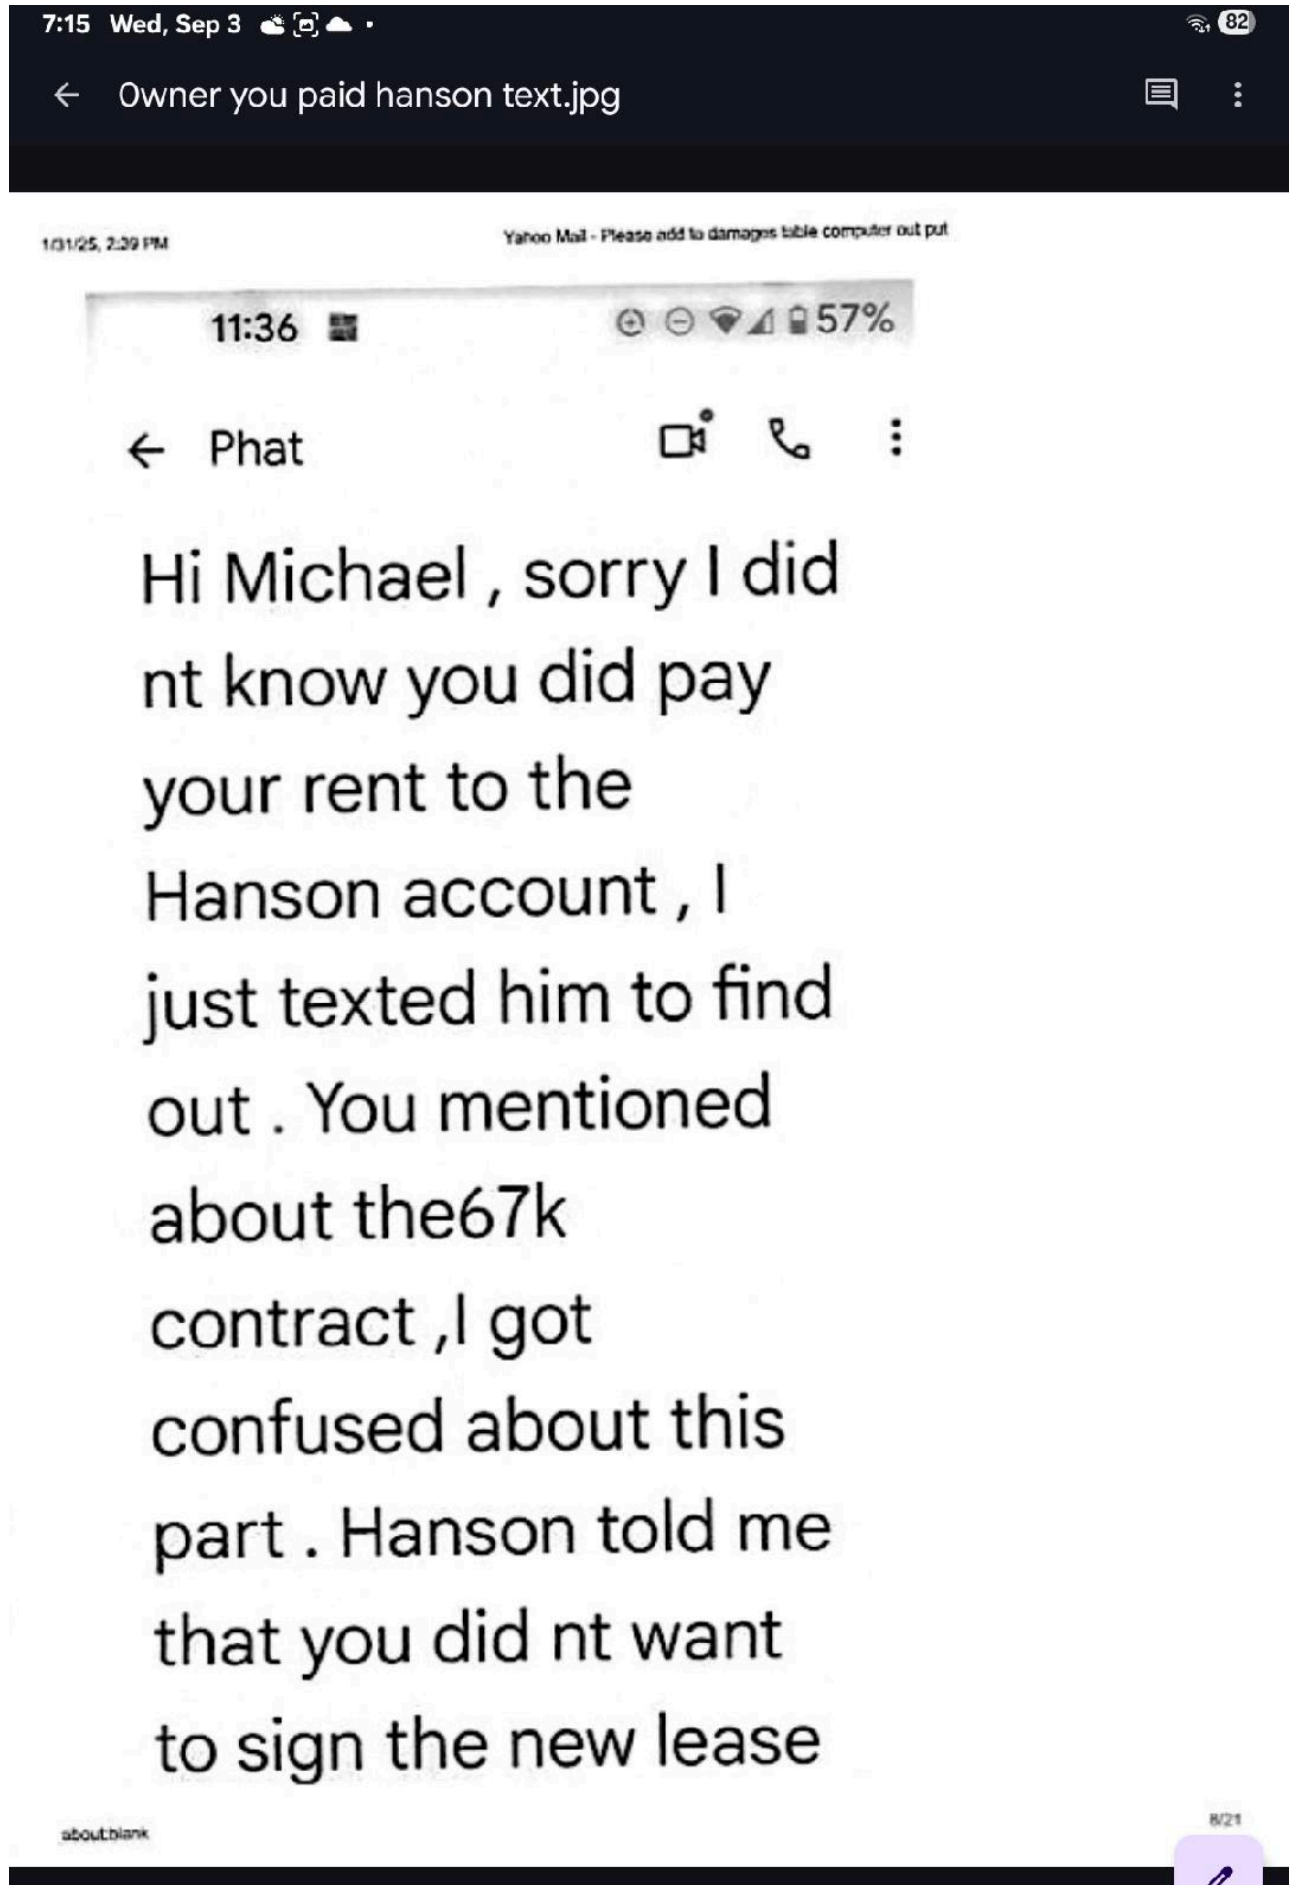 7:15 Wed, Sep 3
82
Owner you paid hanson text.jpg
1/31/25, 2:39 PM
Yahoo Mail - Please add to damages table computer out put
11:36
57%
Phat
Hi Michael , sorry I did
nt know you did pay
your rent to the
Hanson account , I
just texted him to find
out . You mentioned
about the67k
contract ,I got
confused about this
part . Hanson told me
that you did nt want
to sign the new lease
about:blank
8/21